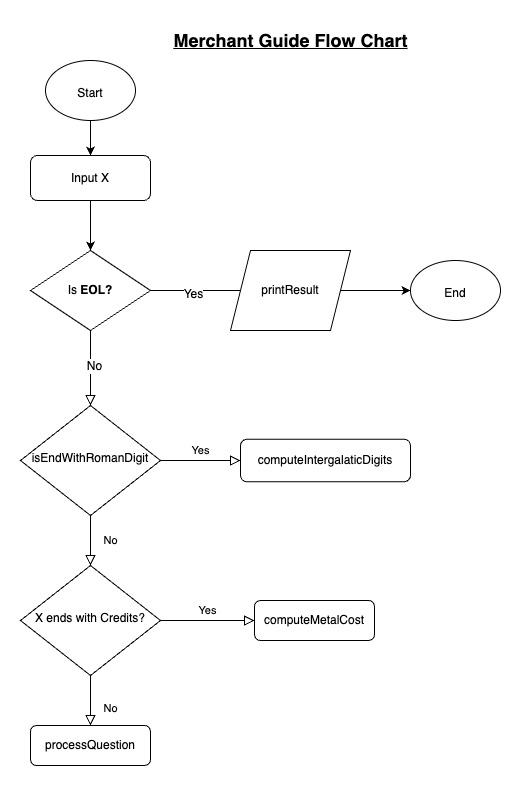 Merchant Guide Flow Chart
Start
Input X
Is EOL?
Yes
printResult
End
No
isEndWithRomanDigit
Yes
computeIntergalaticDigits
No
X ends with Credits?
Yes
computeMetalCost
No
processQuestion